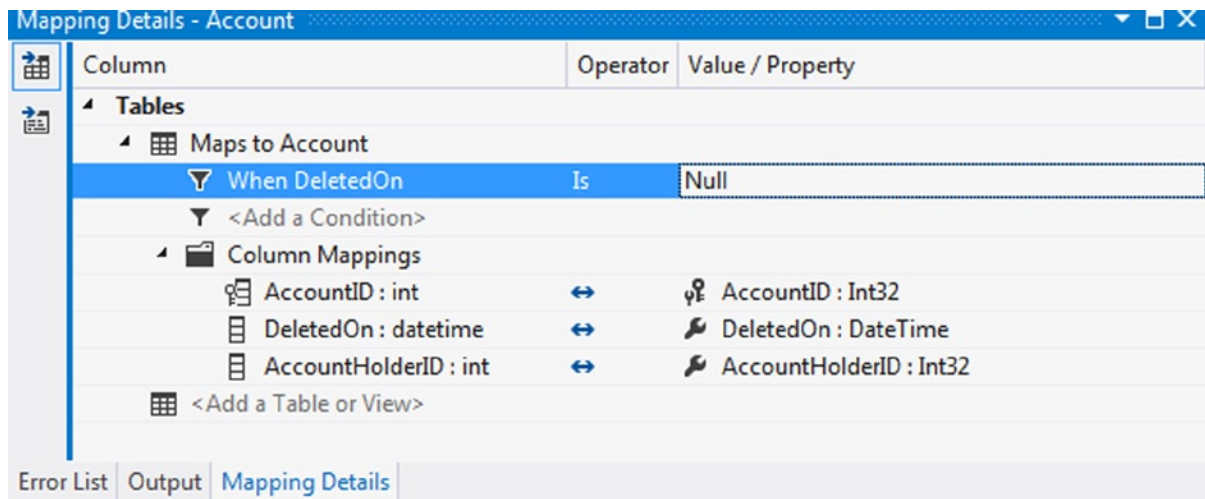 Mapping Details - Account
Column Operator Value / Property
Tables
Maps to Account
When DeletedOn Is Null
<Add a Condition>
Column Mappings
AccountID : int AccountID : Int32
DeletedOn : datetime DeletedOn : DateTime
AccountHolderID : int AccountHolderID : Int32
<Add a Table or View>
Error List Output Mapping Details